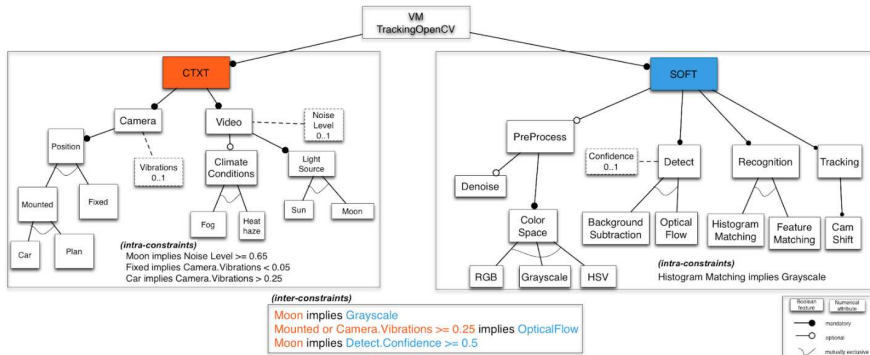 VM
TrackingOpenCV
CTXT
SOFT
Camera
Video
Noise
Level
0..1
Position
Vibrations
0..1
Climate
Conditions
Light
Source
Mounted
Fixed
Fog
Heat
haze
Sun
Moon
Car
Plan
(intra-constraints)
Moon implies Noise Level >= 0.65
Fixed implies Camera.Vibrations < 0.05
Car implies Camera.Vibrations > 0.25
PreProcess
Confidence
0..1
Detect
Recognition
Tracking
Denoise
Color
Space
Background
Subtraction
Optical
Flow
Histogram
Matching
Feature
Matching
Cam
Shift
RGB
Grayscale
HSV
(intra-constraints)
Histogram Matching implies Grayscale
(inter-constraints)
Moon implies Grayscale
Mounted or Camera.Vibrations >= 0.25 implies OpticalFlow
Moon implies Detect.Confidence >= 0.5
Boolean
feature
Numerical
attribute
mandatory
optional
mutually exclusive